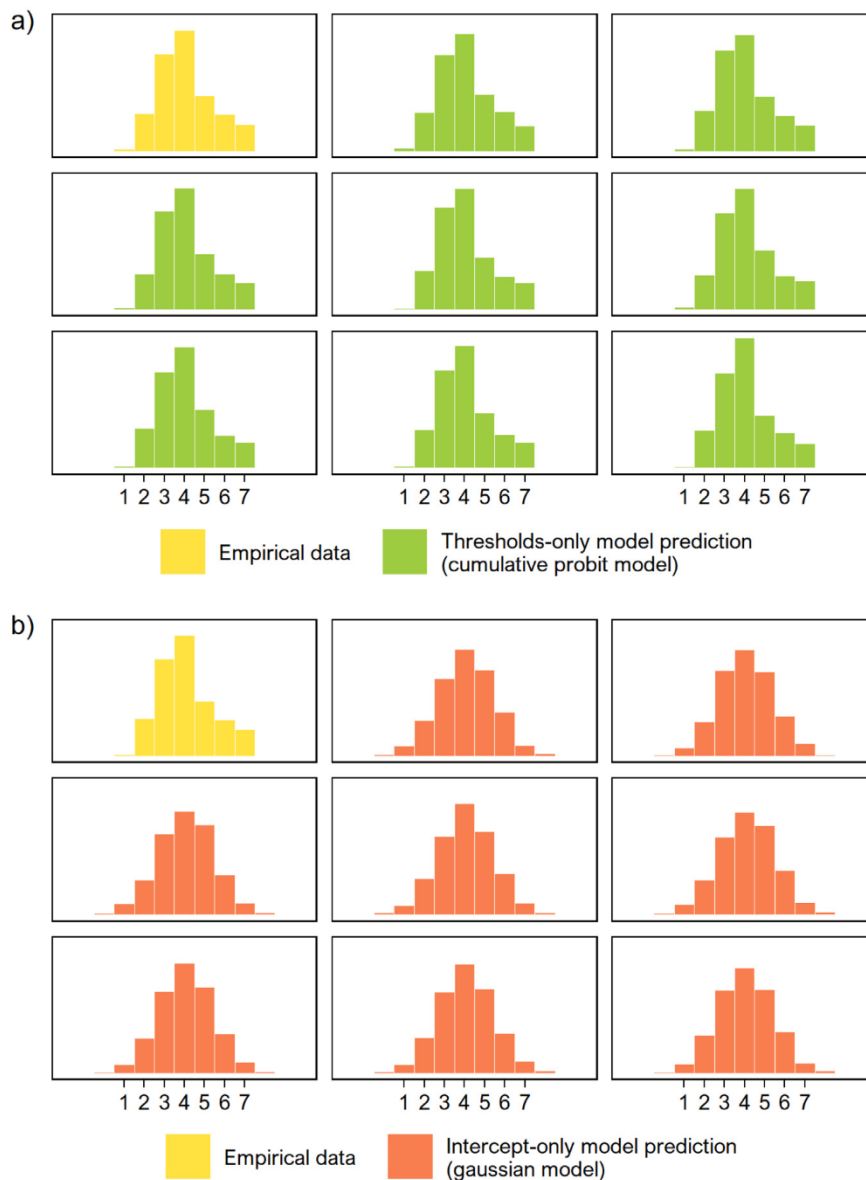 a)
1 2 3 4 5 6 7 1 2 3 4 5 6 7 1 2 3 4 5 6 7
Empirical data
Thresholds-only model prediction
(cumulative probit model)
b)
1 2 3 4 5 6 7 1 2 3 4 5 6 7 1 2 3 4 5 6 7
Empirical data
Intercept-only model prediction
(gaussian model)